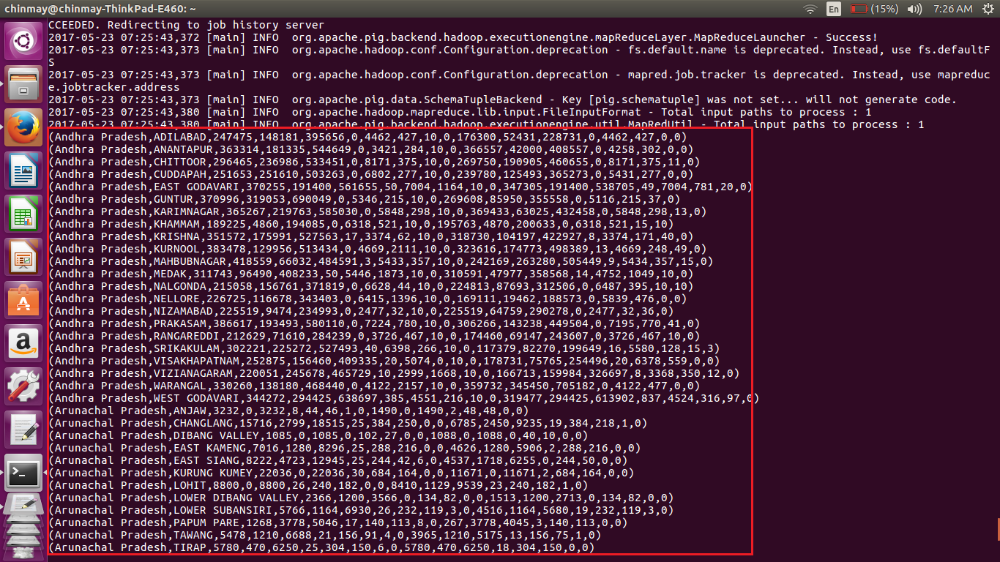 chinmay@chinmay-ThinkPad-E460: ~
En
(15%)
7:26 AM
CCEEDED. Redirecting to job history server
2017-05-23 07:25:43,372 [main] INFO  org.apache.pig.backend.hadoop.executionengine.mapReduceLayer.MapReduceLauncher - Success!
2017-05-23 07:25:43,373 [main] INFO  org.apache.hadoop.conf.Configuration.deprecation - fs.default.name is deprecated. Instead, use fs.defaultF
S
2017-05-23 07:25:43,373 [main] INFO  org.apache.hadoop.conf.Configuration.deprecation - mapred.job.tracker is deprecated. Instead, use mapreduc
e.jobtracker.address
2017-05-23 07:25:43,373 [main] INFO  org.apache.pig.data.SchemaTupleBackend - Key [pig.schematuple] was not set... will not generate code.
2017-05-23 07:25:43,380 [main] INFO  org.apache.hadoop.mapreduce.lib.input.FileInputFormat - Total input paths to process : 1
2017-05-23 07:25:43,380 [main] INFO  org.apache.pig.backend.hadoop.executionengine.util.MapRedUtil - Total input paths to process : 1
(Andhra Pradesh,ADILABAD,247475,148181,395656,0,4462,427,10,0,176300,52431,228731,0,4462,427,0,0)
(Andhra Pradesh,ANANTAPUR,363314,181335,544649,0,3421,284,10,0,366557,42000,408557,0,4258,302,0,0)
(Andhra Pradesh,CHITTOOR,296465,236986,533451,0,8171,375,10,0,269750,190905,460655,0,8171,375,11,0)
(Andhra Pradesh,CUDDAPAH,251653,251610,503263,0,6802,277,10,0,239780,125493,365273,0,5431,277,0,0)
(Andhra Pradesh,EAST GODAVARI,370255,191400,561655,50,7004,1164,10,0,347305,191400,538705,49,7004,781,20,0)
(Andhra Pradesh,GUNTUR,370996,319053,690049,0,5346,215,10,0,269608,85950,355558,0,5116,215,37,0)
(Andhra Pradesh,KARIMNAGAR,365267,219763,585030,0,5848,298,10,0,369433,63025,432458,0,5848,298,13,0)
(Andhra Pradesh,KHAMMAM,189225,4860,194085,0,6318,521,10,0,195763,4870,200633,0,6318,521,15,10)
(Andhra Pradesh,KRISHNA,351572,175991,527563,17,3374,62,10,0,318730,104197,422927,8,3374,171,40,0)
(Andhra Pradesh,KURNOOL,383478,129956,513434,0,4669,2111,10,0,323616,174773,498389,13,4669,248,49,0)
(Andhra Pradesh,MAHBUBNAGAR,418559,66032,484591,3,5433,357,10,0,242169,263280,505449,9,5434,357,15,0)
(Andhra Pradesh,MEDAK,311743,96490,408233,50,5446,1873,10,0,310591,47977,358568,14,4752,1049,10,0)
(Andhra Pradesh,NALGONDA,215058,156761,371819,0,6628,44,10,0,224813,87693,312506,0,6487,395,10,10)
(Andhra Pradesh,NELLORE,226725,116678,343403,0,6415,1396,10,0,169111,19462,188573,0,5839,476,0,0)
(Andhra Pradesh,NIZAMABAD,225519,9474,234993,0,2477,32,10,0,225519,64759,290278,0,2477,32,36,0)
(Andhra Pradesh,PRAKASAM,386617,193493,580110,0,7224,780,10,0,306266,143238,449504,0,7195,770,41,0)
(Andhra Pradesh,RANGAREDDI,212629,71610,284239,0,3726,467,10,0,174460,69147,243607,0,3726,467,10,0)
(Andhra Pradesh,SRIKAKULAM,302221,225272,527493,40,6398,266,10,0,117379,82270,199649,16,5580,128,15,3)
(Andhra Pradesh,VISAKHAPATNAM,252875,156460,409335,20,5074,0,10,0,178731,75765,254496,20,6378,559,0,0)
(Andhra Pradesh,VIZIANAGARAM,220051,245678,465729,10,2999,1668,10,0,166713,159984,326697,8,3368,350,12,0)
(Andhra Pradesh,WARANGAL,330260,138180,468440,0,4122,2157,10,0,359732,345450,705182,0,4122,477,0,0)
(Andhra Pradesh,WEST GODAVARI,344272,294425,638697,385,4551,216,10,0,319477,294425,613902,837,4524,316,97,0)
(Arunachal Pradesh,ANJAW,3232,0,3232,8,44,46,1,0,1490,0,1490,2,48,48,0,0)
(Arunachal Pradesh,CHANGLANG,15716,2799,18515,25,384,250,0,0,6785,2450,9235,19,384,218,1,0)
(Arunachal Pradesh,DIBANG VALLEY,1085,0,1085,0,102,27,0,0,1088,0,1088,0,40,10,0,0)
(Arunachal Pradesh,EAST KAMENG,7016,1280,8296,25,288,216,0,0,4626,1280,5906,2,288,216,0,0)
(Arunachal Pradesh,EAST SIANG,8222,4723,12945,25,244,42,6,0,4537,1718,6255,0,244,50,0,0)
(Arunachal Pradesh,KURUNG KUMEY,22036,0,22036,30,684,164,0,0,11671,0,11671,2,684,164,0,0)
(Arunachal Pradesh,LOHIT,8800,0,8800,26,240,182,0,0,8410,1129,9539,23,240,182,1,0)
(Arunachal Pradesh,LOWER DIBANG VALLEY,2366,1200,3566,0,134,82,0,0,1513,1200,2713,0,134,82,0,0)
(Arunachal Pradesh,LOWER SUBANSIRI,5766,1164,6930,26,232,119,3,0,4516,1164,5680,19,232,119,3,0)
(Arunachal Pradesh,PAPUM PARE,1268,3778,5046,17,140,113,8,0,267,3778,4045,3,140,113,0,0)
(Arunachal Pradesh,TAWANG,5478,1210,6688,21,156,91,4,0,3965,1210,5175,13,156,75,1,0)
(Arunachal Pradesh,TIRAP,5780,470,6250,25,304,150,6,0,5780,470,6250,18,304,150,0,0)